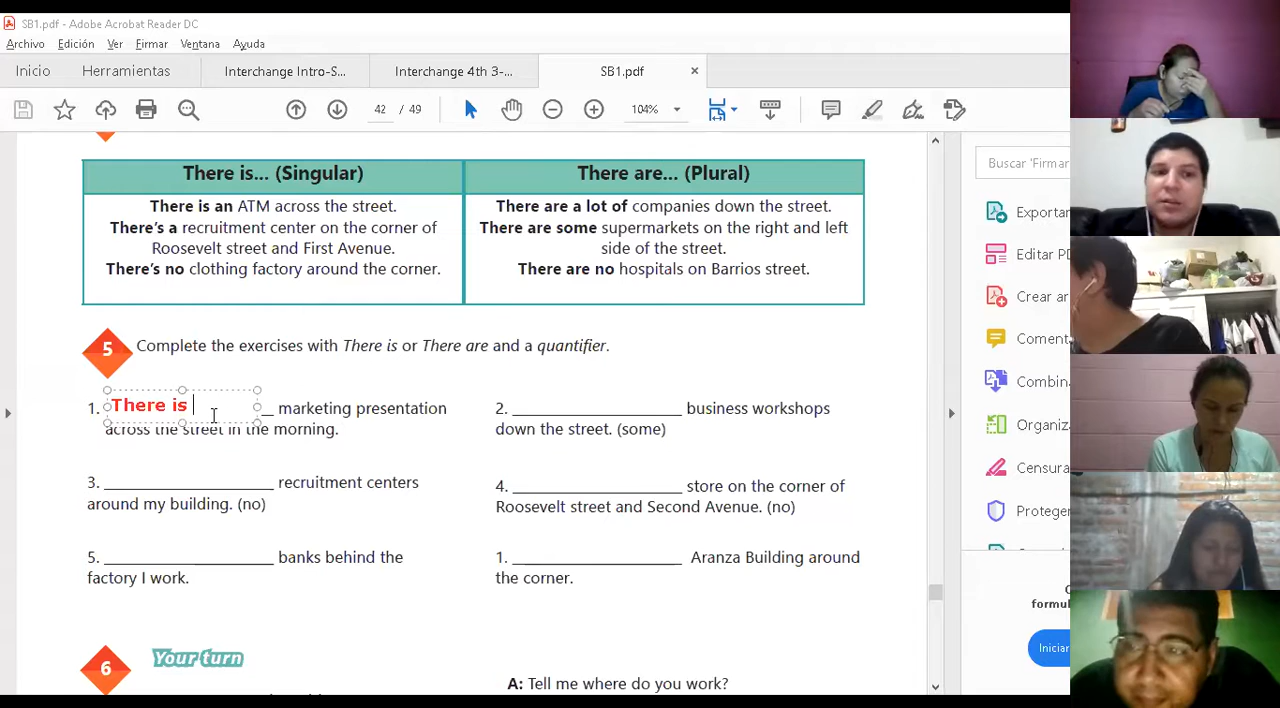 SB1.pdf - Adobe Acrobat Reader DC
Archivo Edición Ver Firmar Ventana Ayuda
Inicio Herramientas Interchange Intro-S... Interchange 4th 3-... SB1.pdf ×
42 / 49 104%
There is... (Singular)
There is an ATM across the street.
There's a recruitment center on the corner of
Roosevelt street and First Avenue.
There's no clothing factory around the corner.
There are... (Plural)
There are a lot of companies down the street.
There are some supermarkets on the right and left
side of the street.
There are no hospitals on Barrios street.
5 Complete the exercise with There is or There are and a quantifier.
1. There is __ marketing presentation
across the street in the morning.
2. __________________ business workshops
down the street. (some)
3. __________________ recruitment centers
around my building. (no)
4. __________________ store on the corner of
Roosevelt street and Second Avenue. (no)
5. __________________ banks behind the
factory I work.
1. __________________ Aranza Building around
the corner.
6 Your turn
A: Tell me where do you work?
Buscar 'Firmar
Exportar
Editar PD
Crear ar
Coment
Combin
Organiz
Censura
Proteger
formul
Iniciar